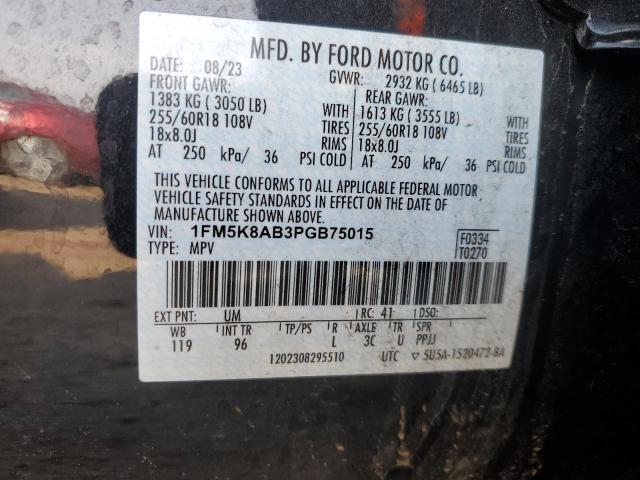 MFD. BY FORD MOTOR CO.
DATE: 08/23 GVWR: 2932 KG ( 6465 LB)
FRONT GAWR: REAR GAWR:
1383 KG ( 3050 LB) WITH 1613 KG ( 3555 LB) WITH
255/60R18 108V TIRES 255/60R18 108V TIRES
18x8.0J RIMS 18x8.0J RIMS
AT 250 kPa/ 36 PSI COLD AT 250 kPa/ 36 PSI COLD
THIS VEHICLE CONFORMS TO ALL APPLICABLE FEDERAL MOTOR
VEHICLE SAFETY STANDARDS IN EFFECT ON THE DATE OF
MANUFACTURE SHOWN ABOVE.
VIN: 1FM5K8AB3PGB75015 F0334
TYPE: MPV T0270
EXT PNT: UM RC: 41 DSO:
WB INT TR TP/PS R AXLE TR SPR
119 96 L 3C U PPJJ
1202308295510 UTC ▽ 5U5A-1520472-BA